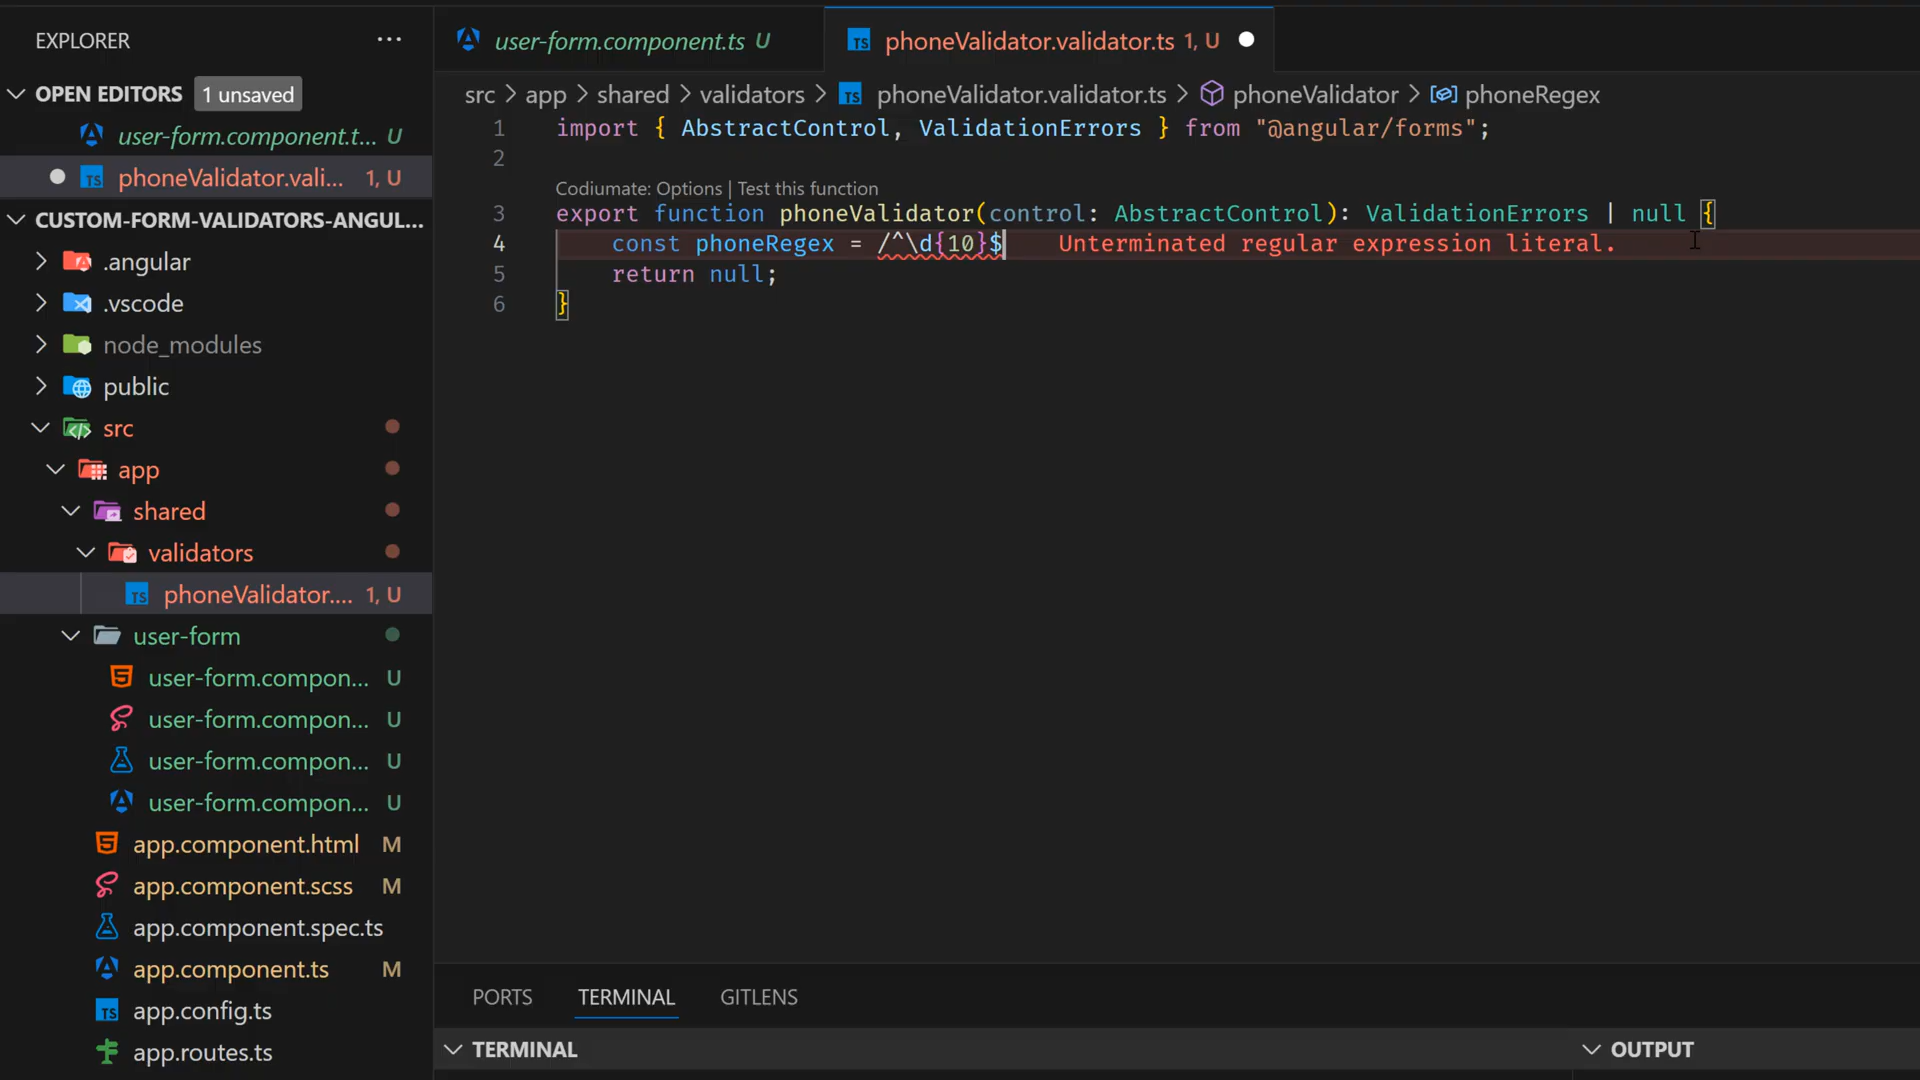 EXPLORER
OPEN EDITORS 1 unsaved
user-form.component.t... U
phoneValidator.vali... 1, U
CUSTOM-FORM-VALIDATORS-ANGUL...
.angular
.vscode
node_modules
public
src
app
shared
validators
TS phoneValidator.... 1, U
user-form
user-form.compon... U
user-form.compon... U
user-form.compon... U
user-form.compon... U
app.component.html M
app.component.scss M
app.component.spec.ts
app.component.ts M
TS app.config.ts
app.routes.ts
user-form.component.ts U
TS phoneValidator.validator.ts 1, U
src > app > shared > validators > TS phoneValidator.validator.ts > phoneValidator > phoneRegex
1 import { AbstractControl, ValidationErrors } from "@angular/forms";
2
Codiumate: Options | Test this function
3 export function phoneValidator(control: AbstractControl): ValidationErrors | null {
4 const phoneRegex = /^\d{10}$ Unterminated regular expression literal.
5 return null;
6 }
PORTS TERMINAL GITLENS
TERMINAL
OUTPUT